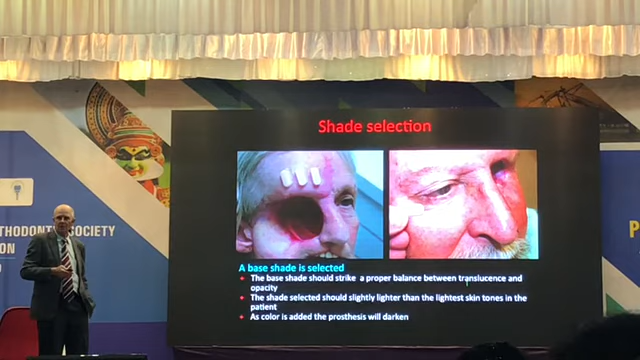 Shade selection
THODONTIC SOCIETY
ON
P
A base shade is selected
• The base shade should strike a proper balance between translucence and
opacity
• The shade selected should slightly lighter than the lightest skin tones in the
patient
• As color is added the prosthesis will darken